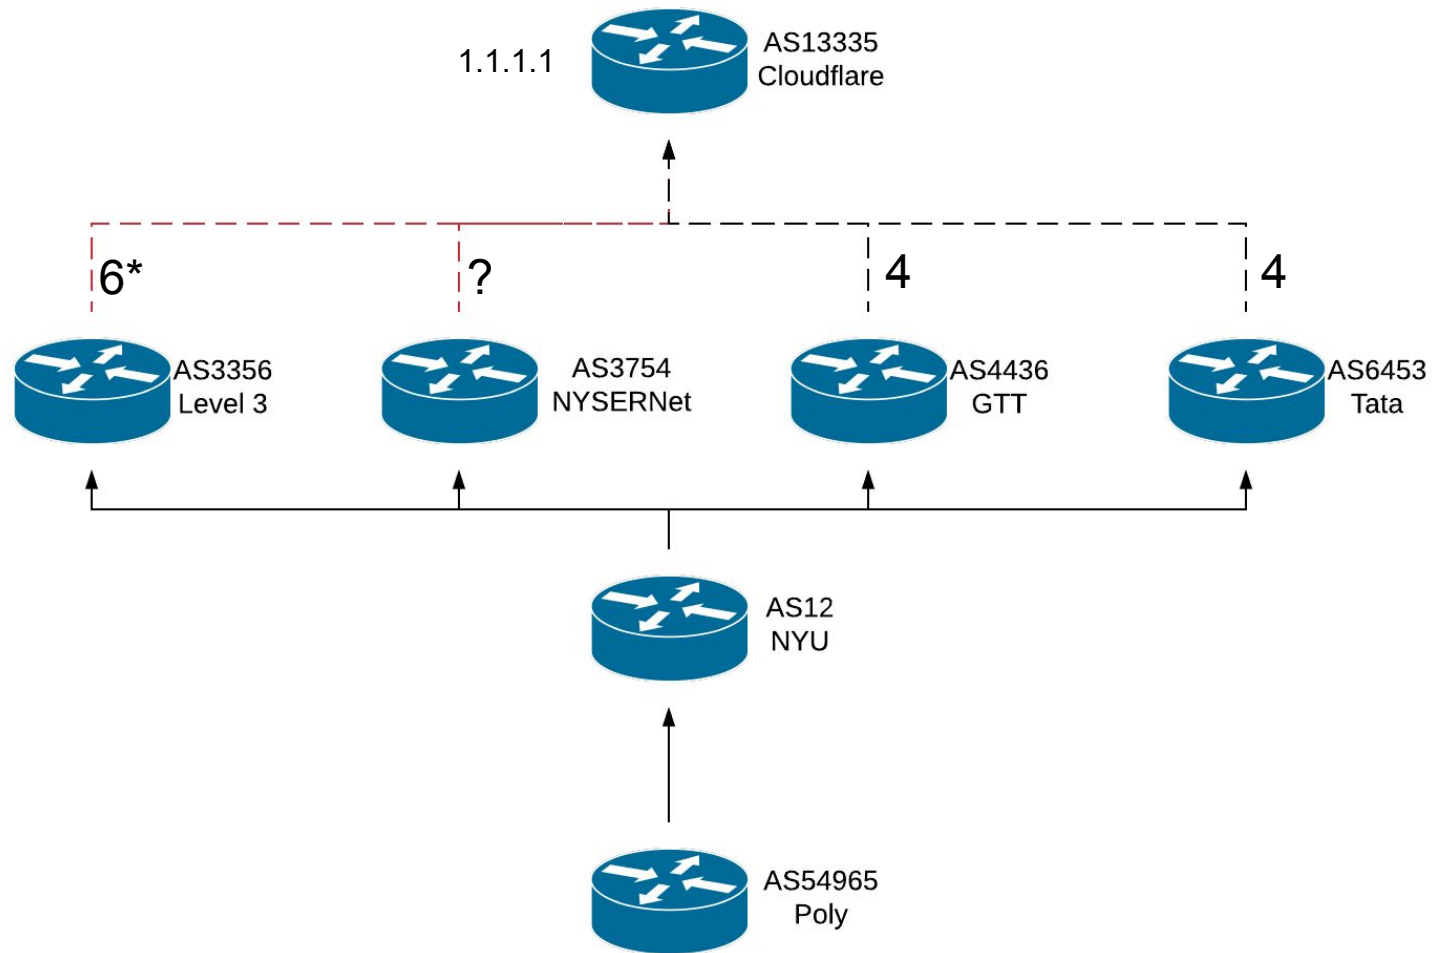 1.1.1.1
AS13335
Cloudflare
6*
?
4
4
AS3356
Level 3
AS3754
NYSERNet
AS4436
GTT
AS6453
Tata
AS12
NYU
AS54965
Poly